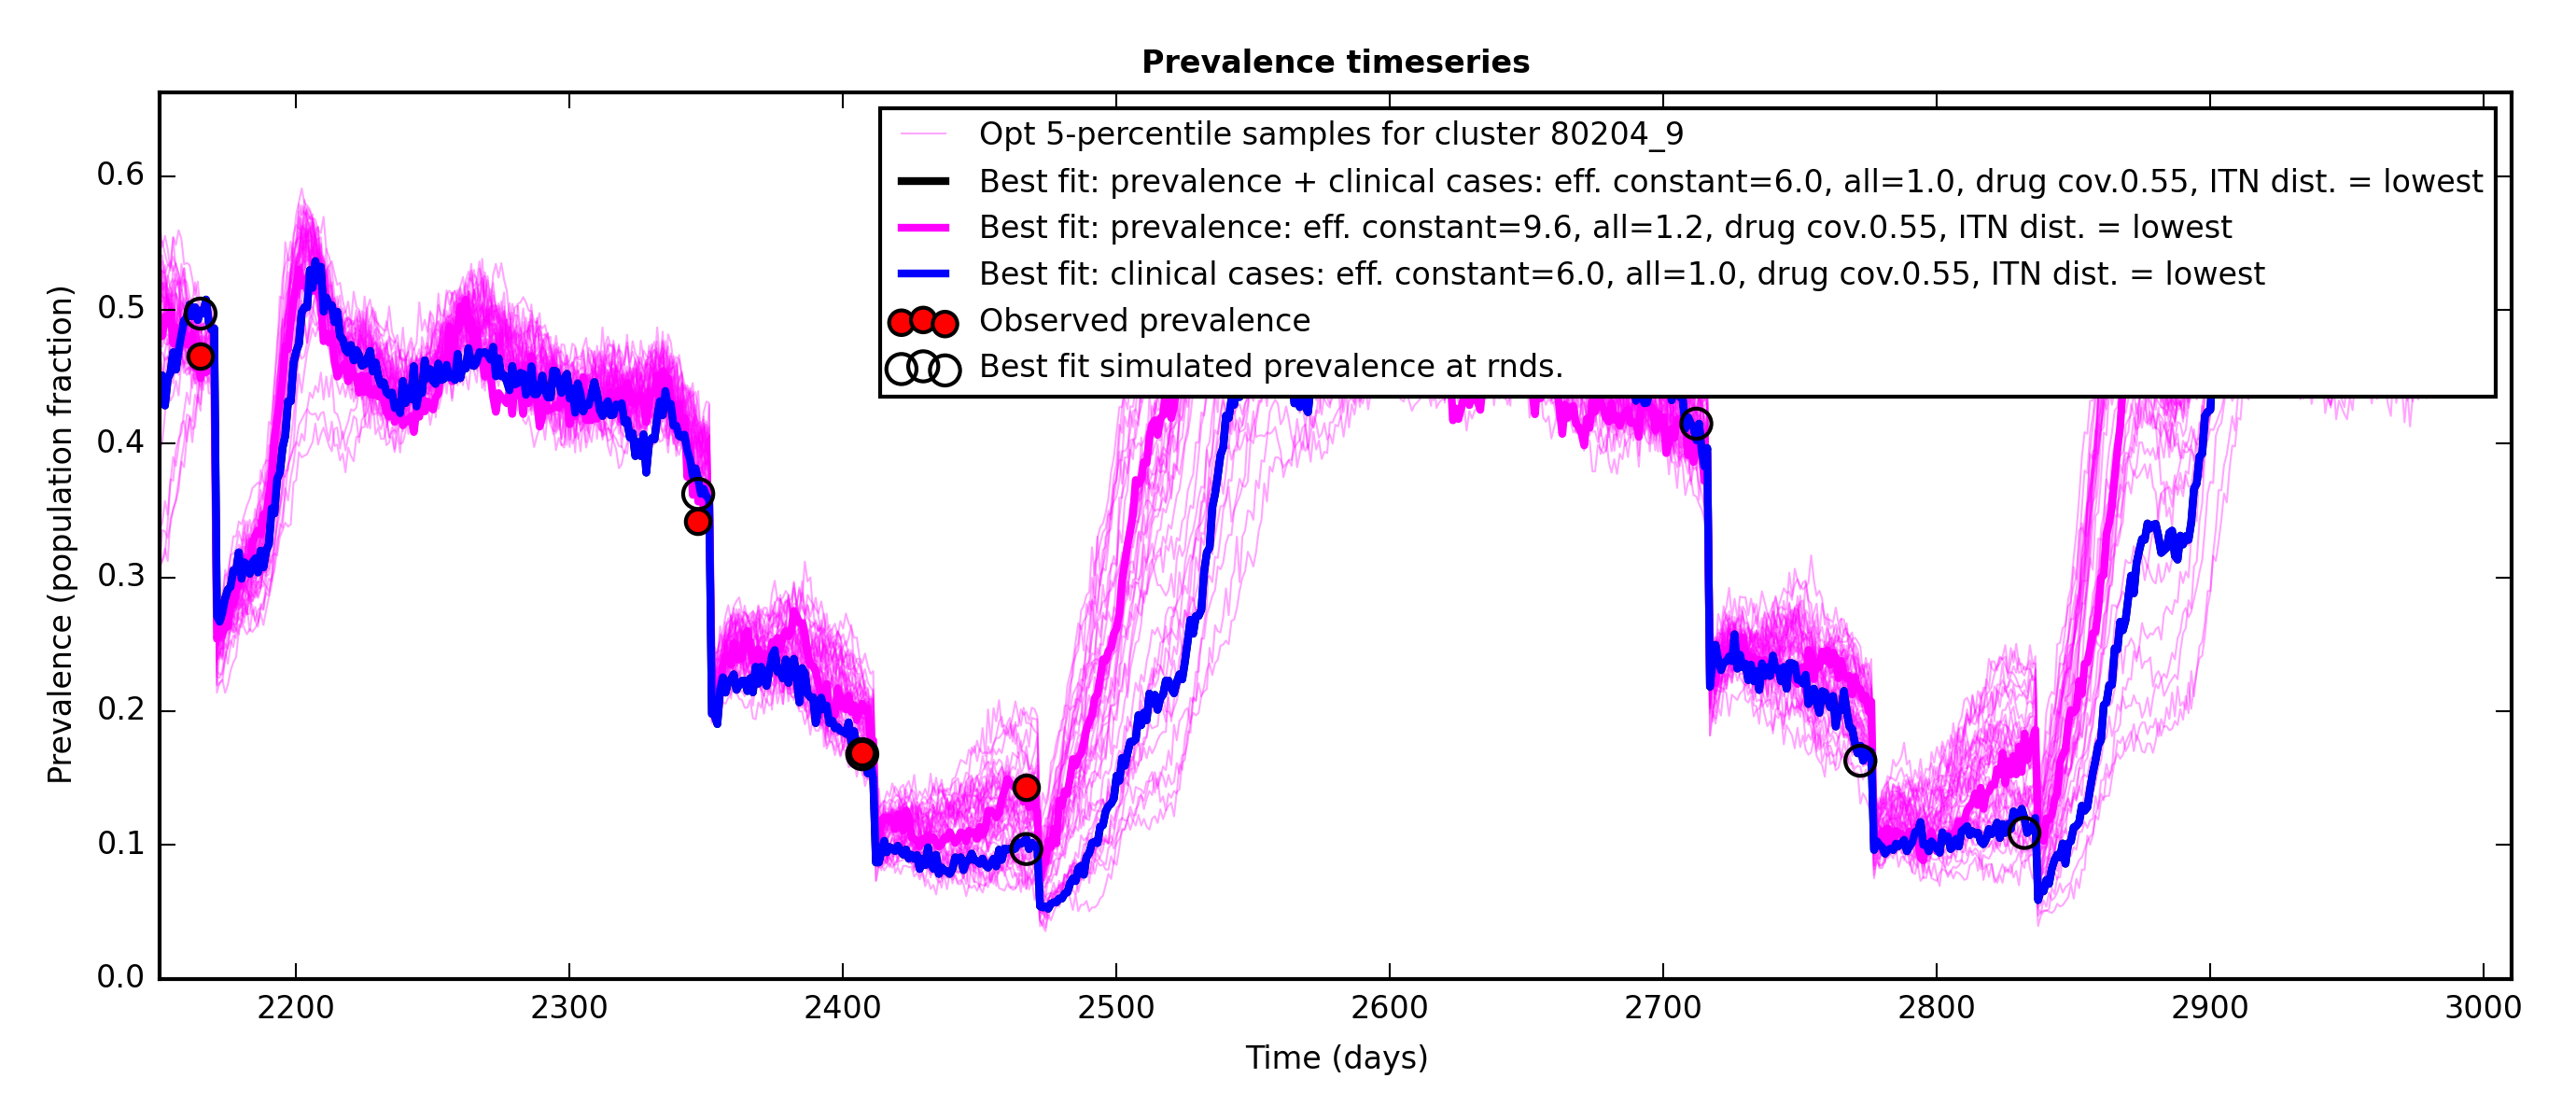 Prevalence timeseries
Opt 5-percentile samples for cluster 80204_9
Best fit: prevalence + clinical cases: eff. constant=6.0, all=1.0, drug cov.0.55, ITN dist. = lowest
Best fit: prevalence: eff. constant=9.6, all=1.2, drug cov.0.55, ITN dist. = lowest
Best fit: clinical cases: eff. constant=6.0, all=1.0, drug cov.0.55, ITN dist. = lowest
Observed prevalence
Best fit simulated prevalence at rnds.
Prevalence (population fraction)
0.6
0.5
0.4
0.3
0.2
0.1
0.0
2200 2300 2400 2500 2600 2700 2800 2900 3000
Time (days)